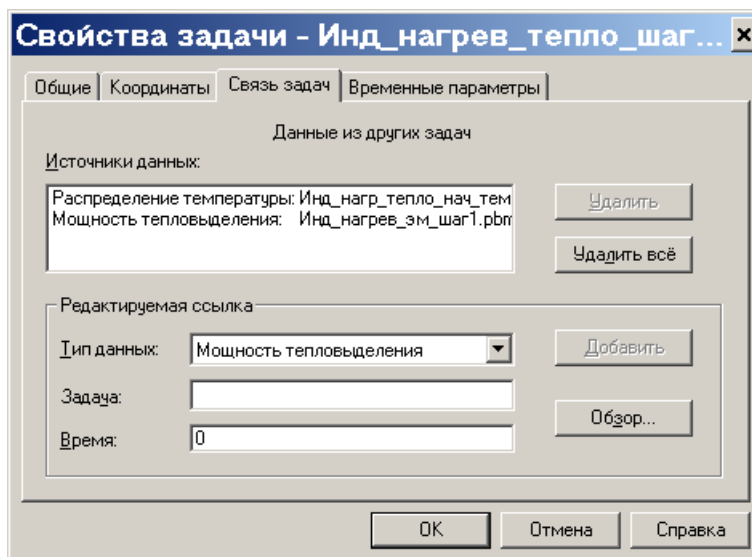 Свойства задачи - Инд_нагрев_тепло_шаг...
Общие Координаты Связь задач Временные параметры
Данные из других задач
Источники данных:
Распределение температуры: Инд_нагр_тепло_нач_тем
Мощность тепловыделения: Инд_нагрев_эм_шаг1.pbm
Удалить
Удалить всё
Редактируемая ссылка
Тип данных: Мощность тепловыделения
Добавить
Задача:
Обзор...
Время: 0
OK Отмена Справка